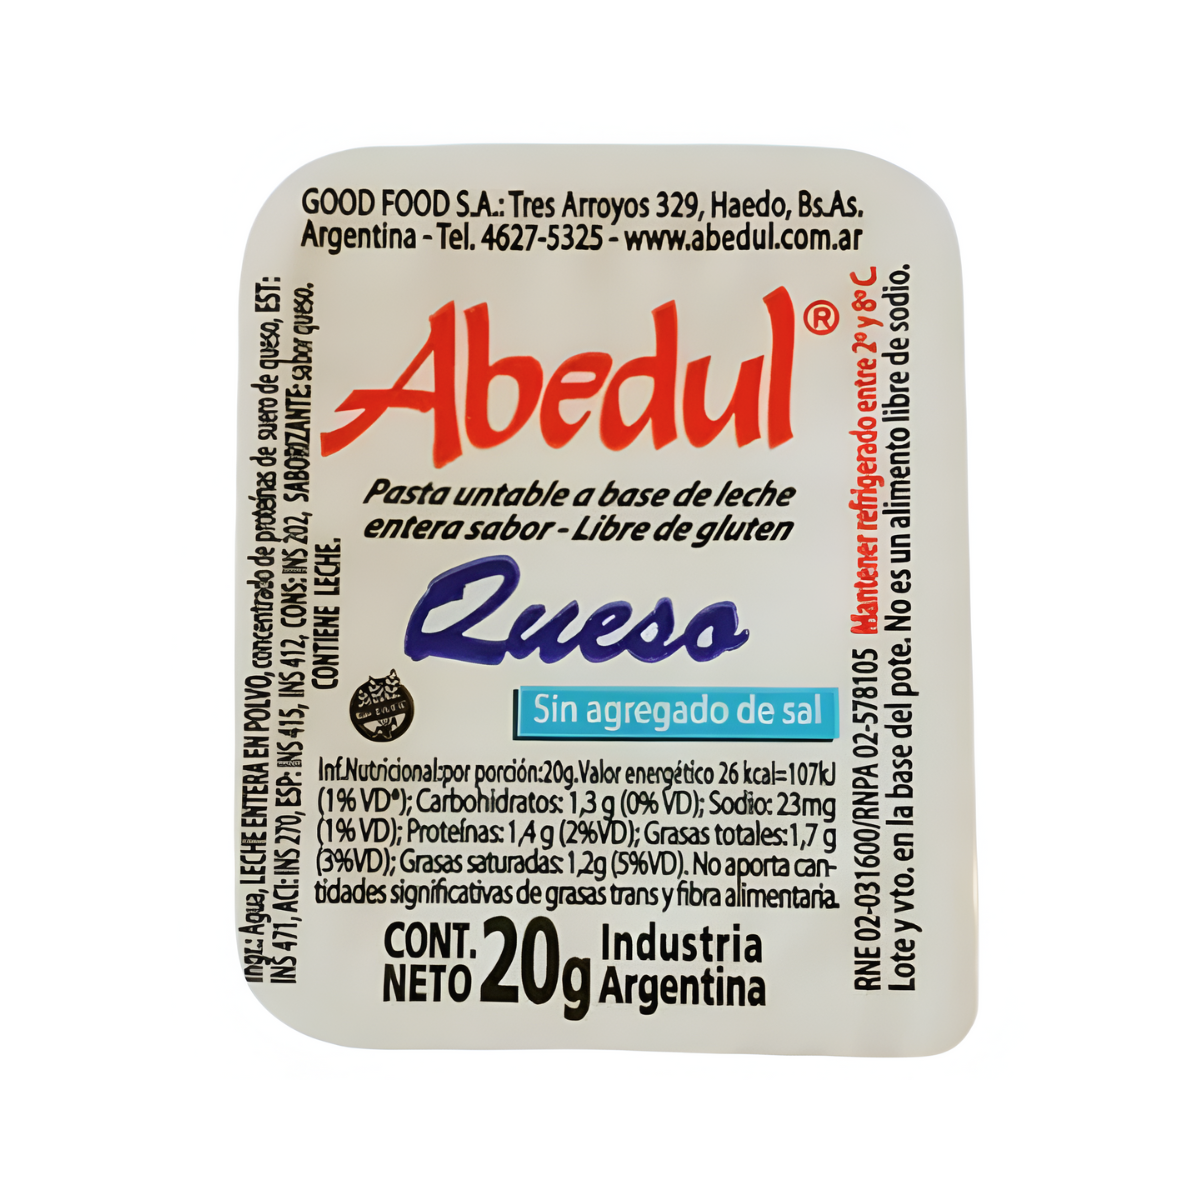 GOOD FOOD S.A.: Tres Arroyos 329, Haedo, Bs.As.
Argentina - Tel. 4627-5325 - www.abedul.com.ar
Abedul®
Pasta untable a base de leche
entera sabor - Libre de gluten
Queso
Sin agregado de sal
Inf.Nutricional:por porción:20g.Valor energético 26 kcal=107kJ
(1% VD*); Carbohidratos: 1,3 g (0% VD); Sodio: 23mg
(1% VD); Proteínas: 1,4 g (2%VD); Grasas totales:1,7 g
(3%VD); Grasas saturadas: 1,2g (5%VD). No aporta can-
tidades significativas de grasas trans y fibra alimentaria.
CONT.
NETO
20g
Industria
Argentina
Ingr.: Agua, LECHE ENTERA EN POLVO, concentrado de proteínas de suero de queso, EST:
INS 471, ACI: INS 270, ESP: INS 415, INS 412, CONS: INS 202, SABORIZANTE: sabor queso.
CONTIENE LECHE.
RNE 02-031600/RNPA 02-578105 Mantener refrigerado entre 2º y 8º C.
Lote y vto. en la base del pote. No es un alimento libre de sodio.